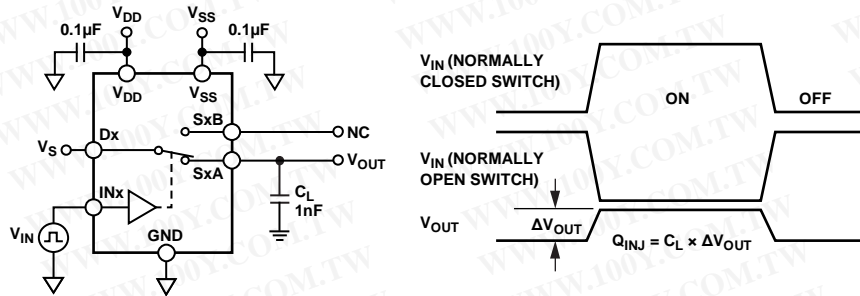 VDD
VSS
0.1µF
0.1µF
VDD
VSS
SxB
NC
VS
Dx
SxA
VOUT
INx
CL
1nF
VIN
GND
VIN (NORMALLY
CLOSED SWITCH)
ON
OFF
VIN (NORMALLY
OPEN SWITCH)
VOUT
ΔVOUT
QINJ = CL × ΔVOUT
WWW.100Y.COM.TW